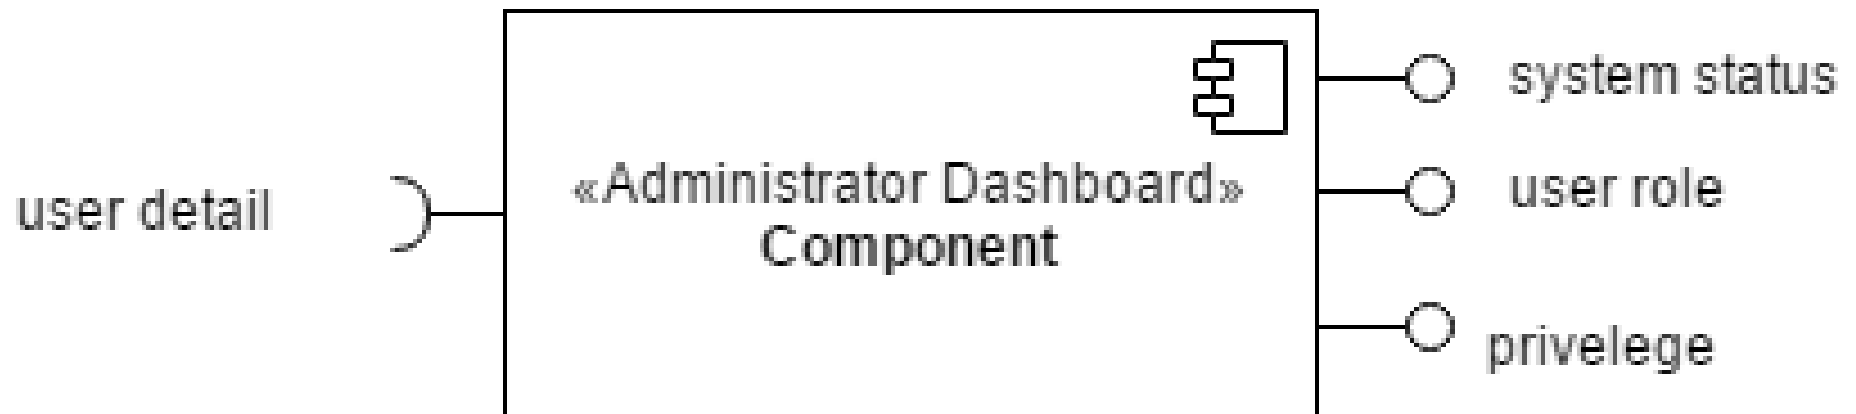 system status
user detail
«Administrator Dashboard»
Component
user role
privelege